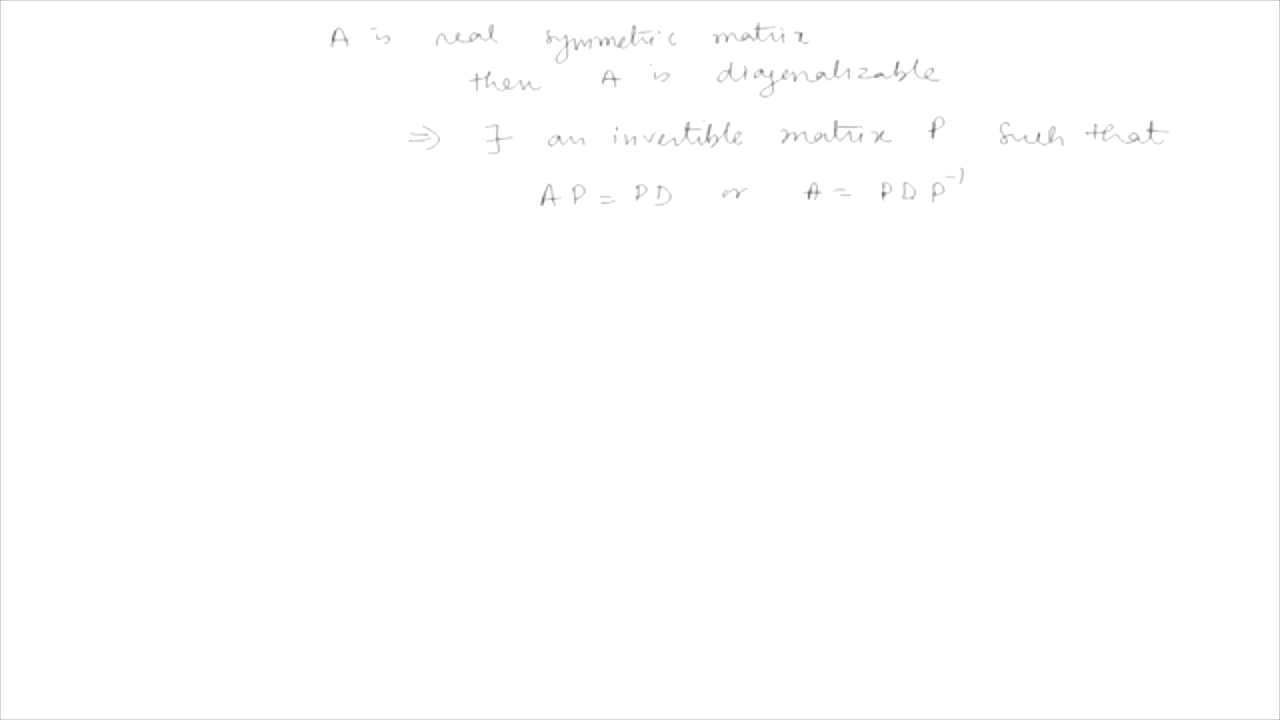 A is real symmetric matrix
then A is diagonalizable
⇒ ∃ an invertible matrix P such that
AP = PD or A = PDP⁻¹